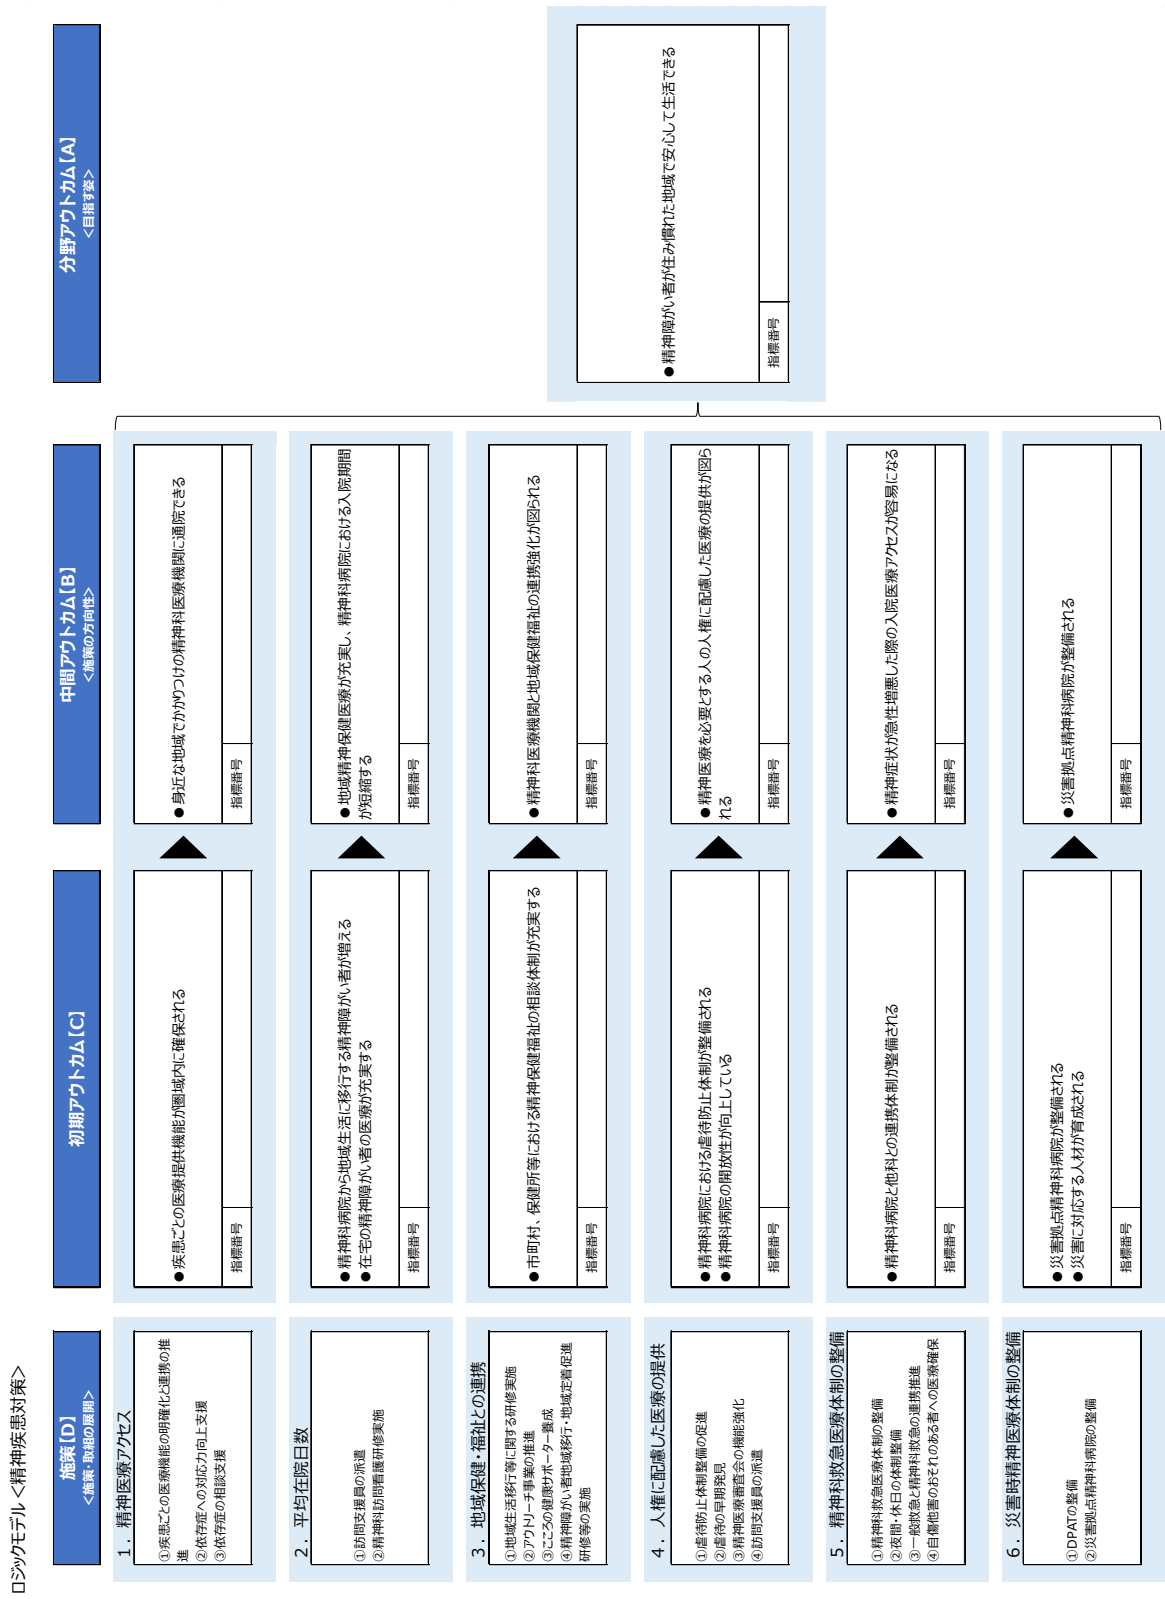 ロジックモデル ＜精神疾患対策＞
施策【D】
＜施策・取組の展開＞
初期アウトカム【C】
中間アウトカム【B】
＜施策の方向性＞
分野アウトカム【A】
＜目指す姿＞
１．精神医療アクセス
①疾患ごとの医療機能の明確化と連携の推
進
②依存症への対応力向上支援
③依存症の相談支援
●疾患ごとの医療提供機能が圏域内に確保される
指標番号
●身近な地域でかかりつけの精神科医療機関に通院できる
指標番号
２．平均在院日数
①訪問支援員の派遣
②精神科訪問看護研修実施
●精神科病院から地域生活に移行する精神障がい者が増える
●在宅の精神障がい者の医療が充実する
指標番号
●地域精神保健医療が充実し、精神科病院における入院期間
が短縮する
指標番号
３．地域保健・福祉との連携
①地域生活移行等に関する研修実施
②アウトリーチ事業の推進
③こころの健康サポーター養成
④精神障がい者地域移行・地域定着促進
研修等の実施
●市町村、保健所等における精神保健福祉の相談体制が充実する
指標番号
●精神科医療機関と地域保健福祉の連携強化が図られる
指標番号
４．人権に配慮した医療の提供
①虐待防止体制整備の促進
②虐待の早期発見
③精神医療審査会の機能強化
④訪問支援員の派遣
●精神科病院における虐待防止体制が整備される
●精神科病院の開放性が向上している
指標番号
●精神医療を必要とする人の人権に配慮した医療の提供が図ら
れる
指標番号
５．精神科救急医療体制の整備
①精神科救急医療体制の整備
②夜間・休日の体制整備
③一般救急と精神科救急の連携推進
④自傷他害のおそれのある者への医療確保
●精神科病院と他科との連携体制が整備される
指標番号
●精神症状が急性増悪した際の入院医療アクセスが容易になる
指標番号
６．災害時精神医療体制の整備
①DPATの整備
②災害拠点精神科病院の整備
●災害拠点精神科病院が整備される
●災害に対応する人材が育成される
指標番号
●災害拠点精神科病院が整備される
指標番号
●精神障がい者が住み慣れた地域で安心して生活できる
指標番号